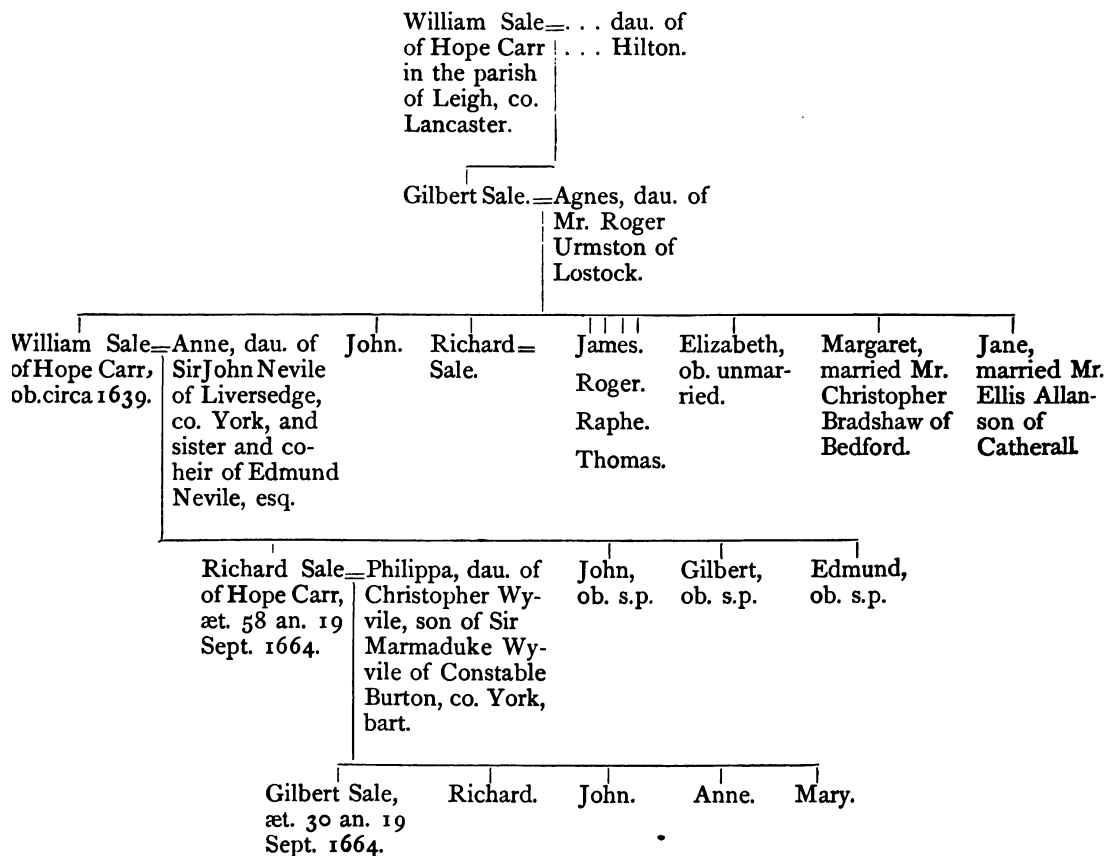 William Sale=. . . dau. of
of Hope Carr . . . Hilton.
in the parish
of Leigh, co.
Lancaster.
Gilbert Sale.=Agnes, dau. of
Mr. Roger
Urmston of
Lostock.
William Sale=
of Hope Carr,
ob. circa 1639.
Anne, dau. of
Sir John Nevile
of Liversedge,
co. York, and
sister and co-
heir of Edmund
Nevile, esq.
John.
Richard=
Sale.
James.
Roger.
Raphe.
Thomas.
Elizabeth,
ob. unmar-
ried.
Margaret,
married Mr.
Christopher
Bradshaw of
Bedford.
Jane,
married Mr.
Ellis Allan-
son of
Catherall.
Richard Sale=
of Hope Carr,
æt. 58 an. 19
Sept. 1664.
Philippa, dau. of
Christopher Wy-
vile, son of Sir
Marmaduke Wy-
vile of Constable
Burton, co. York,
bart.
John,
ob. s.p.
Gilbert,
ob. s.p.
Edmund,
ob. s.p.
Gilbert Sale,
æt. 30 an. 19
Sept. 1664.
Richard.
John.
Anne.
Mary.